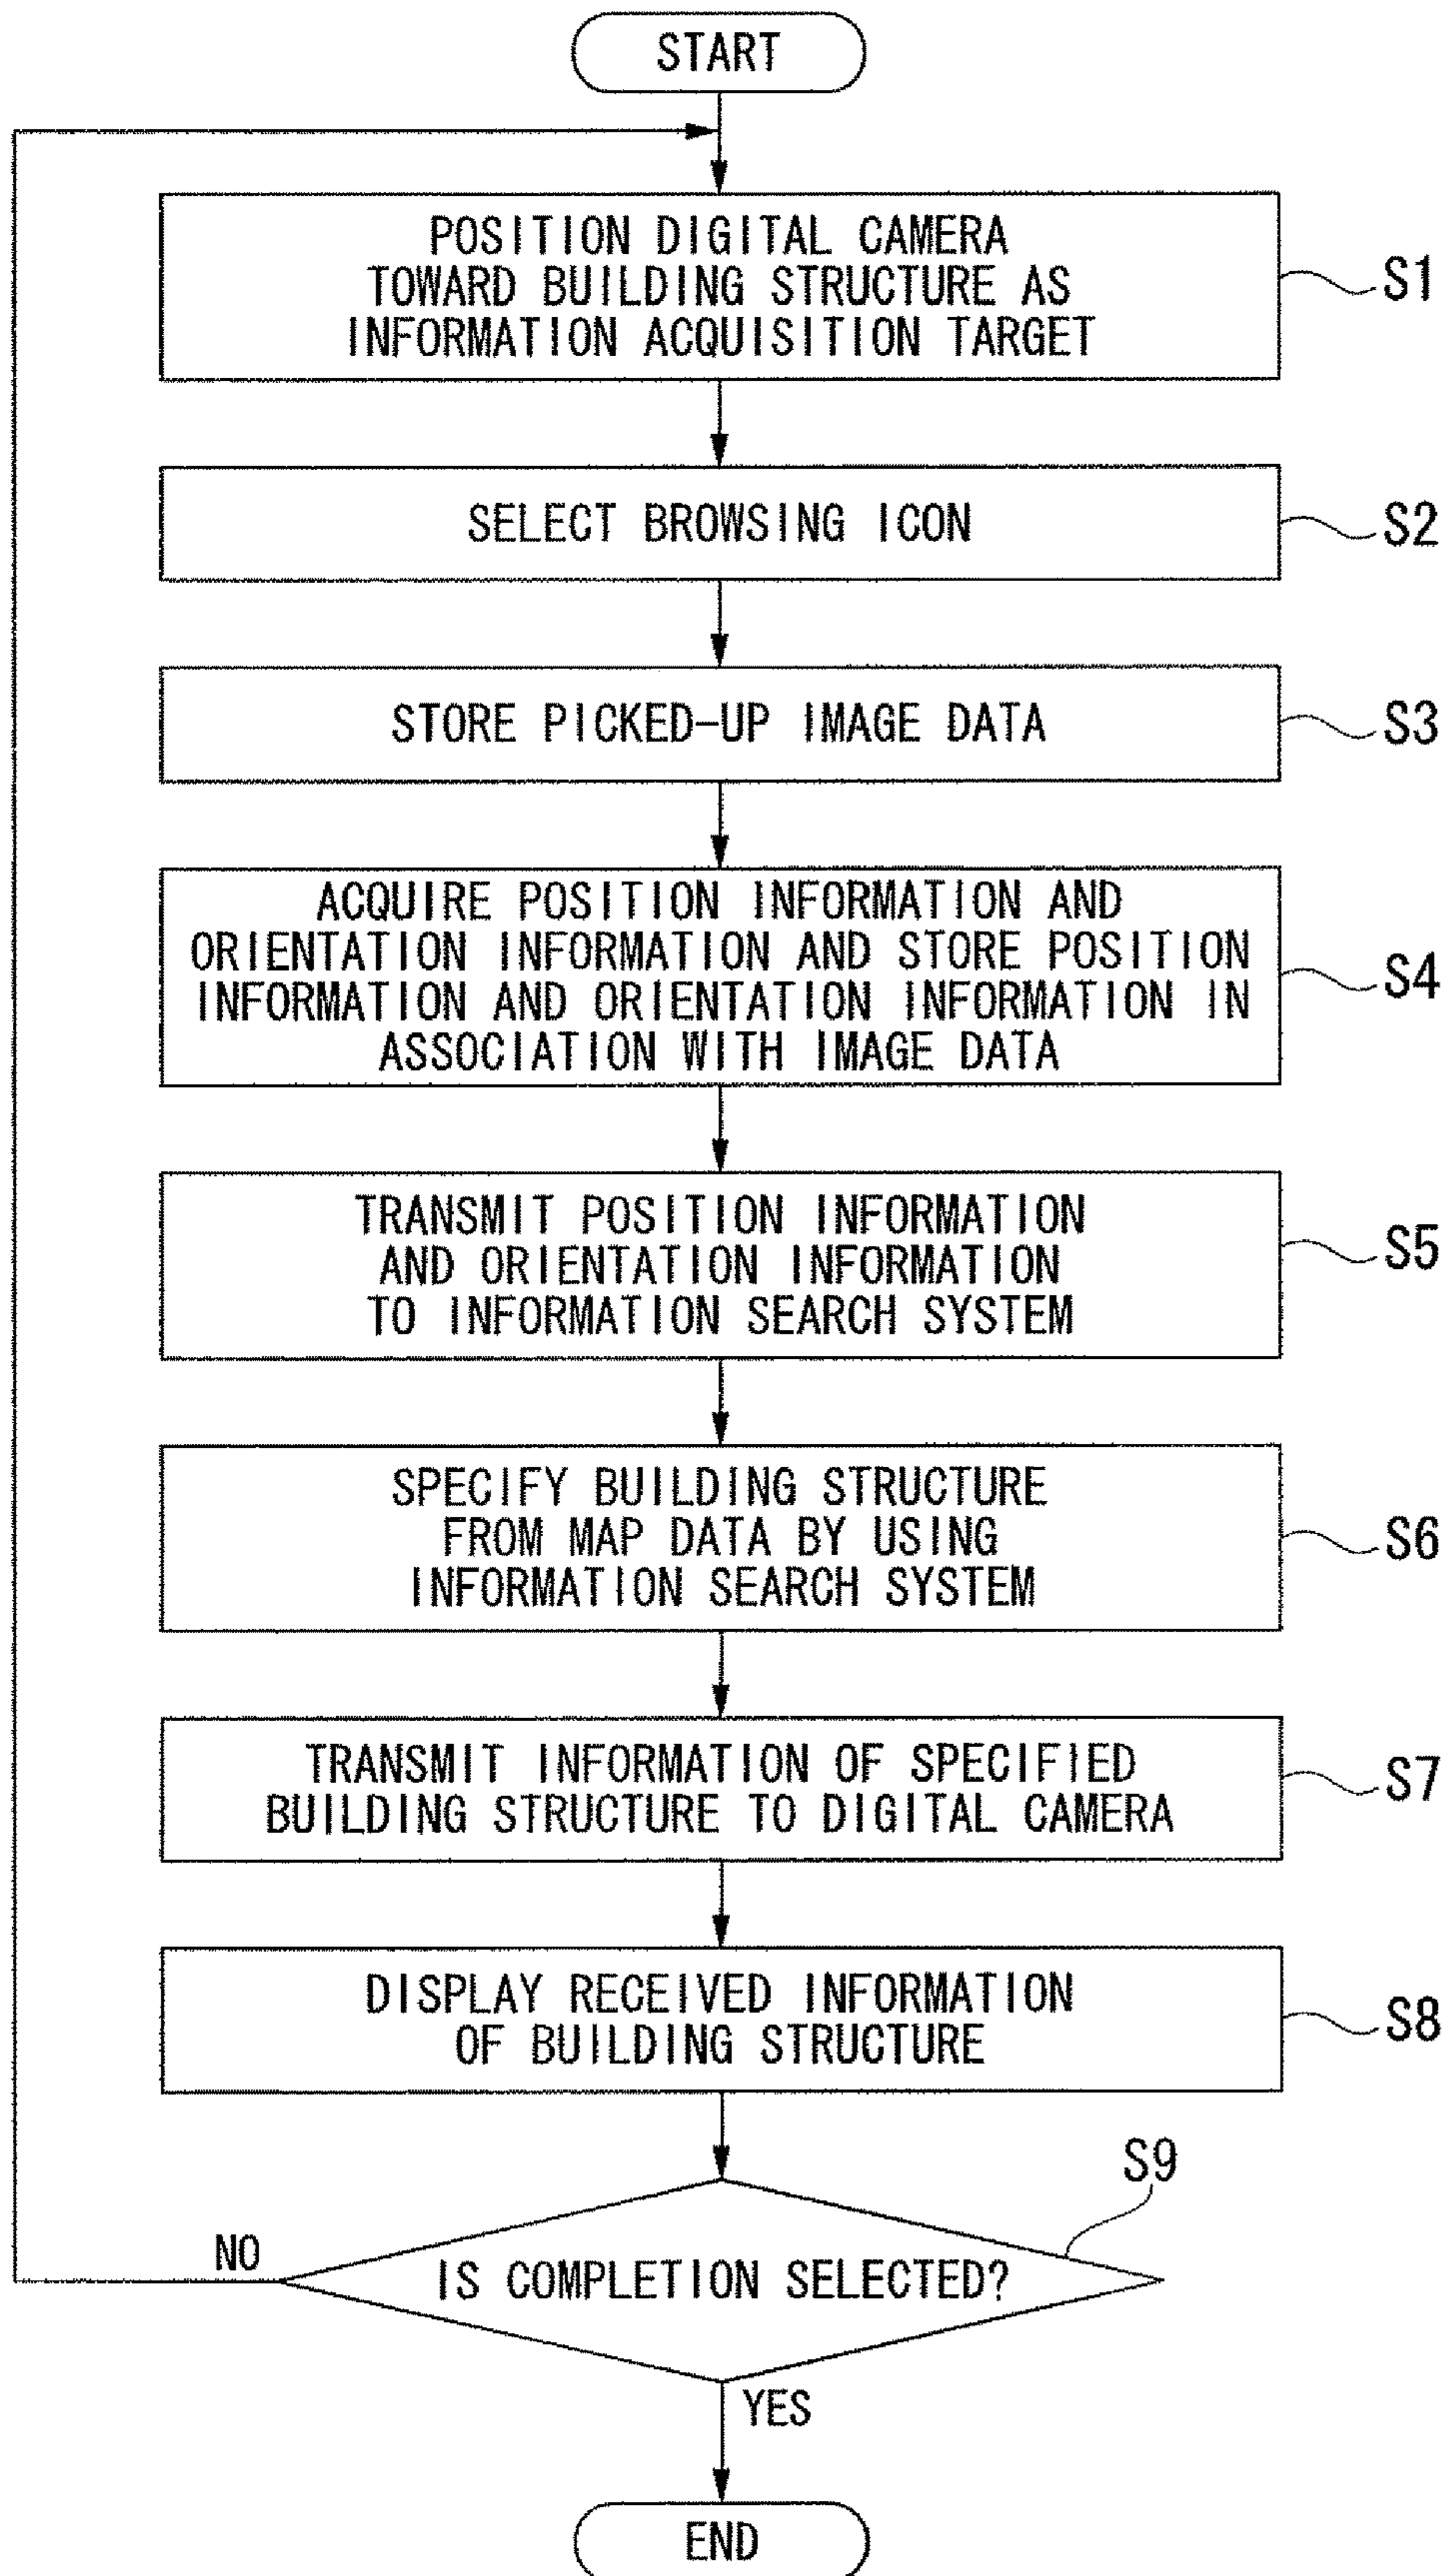 START
POSITION DIGITAL CAMERA
TOWARD BUILDING STRUCTURE AS
INFORMATION ACQUISITION TARGET
S1
SELECT BROWSING ICON
S2
STORE PICKED-UP IMAGE DATA
S3
ACQUIRE POSITION INFORMATION AND
ORIENTATION INFORMATION AND STORE POSITION
INFORMATION AND ORIENTATION INFORMATION IN
ASSOCIATION WITH IMAGE DATA
S4
TRANSMIT POSITION INFORMATION
AND ORIENTATION INFORMATION
TO INFORMATION SEARCH SYSTEM
S5
SPECIFY BUILDING STRUCTURE
FROM MAP DATA BY USING
INFORMATION SEARCH SYSTEM
S6
TRANSMIT INFORMATION OF SPECIFIED
BUILDING STRUCTURE TO DIGITAL CAMERA
S7
DISPLAY RECEIVED INFORMATION
OF BUILDING STRUCTURE
S8
S9
NO
IS COMPLETION SELECTED?
YES
END